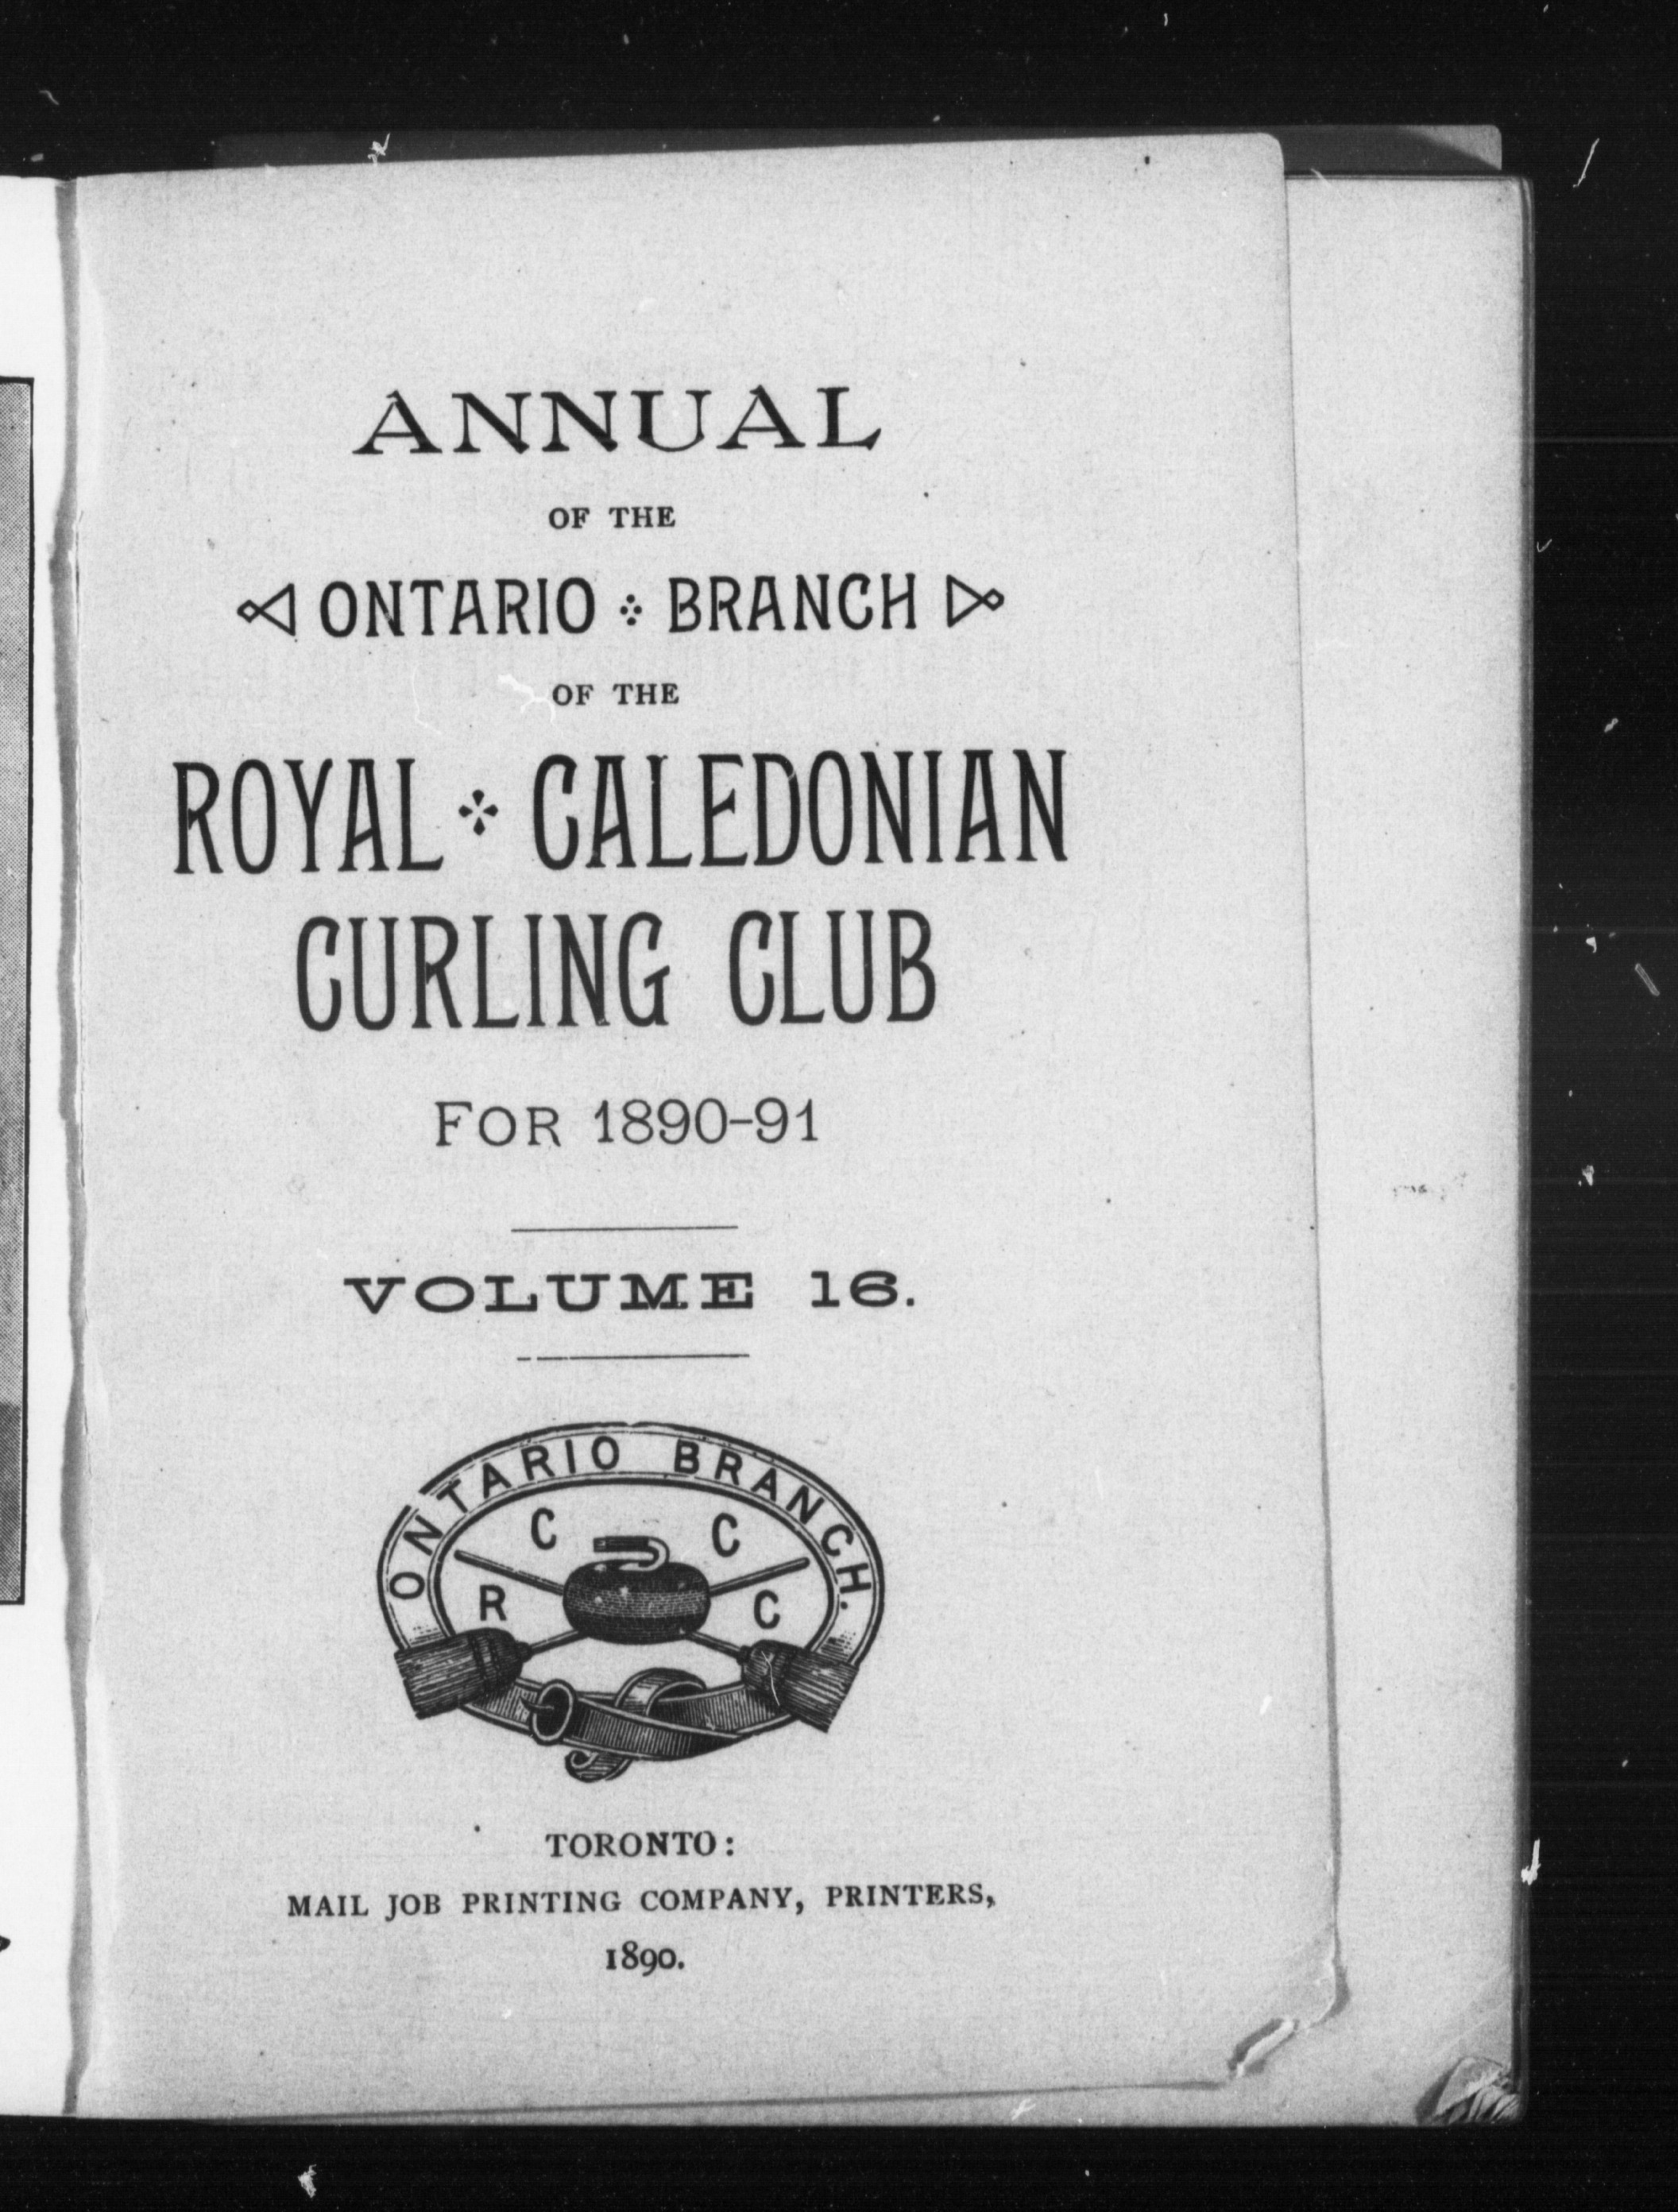 ANNUAL
OF THE
ONTARIO BRANCH
OF THE
ROYAL CALEDONIAN
CURLING CLUB
FOR 1890-91
VOLUME 16.
ONTARIO BRANCH.
C C
R C
TORONTO:
MAIL JOB PRINTING COMPANY, PRINTERS,
1890.